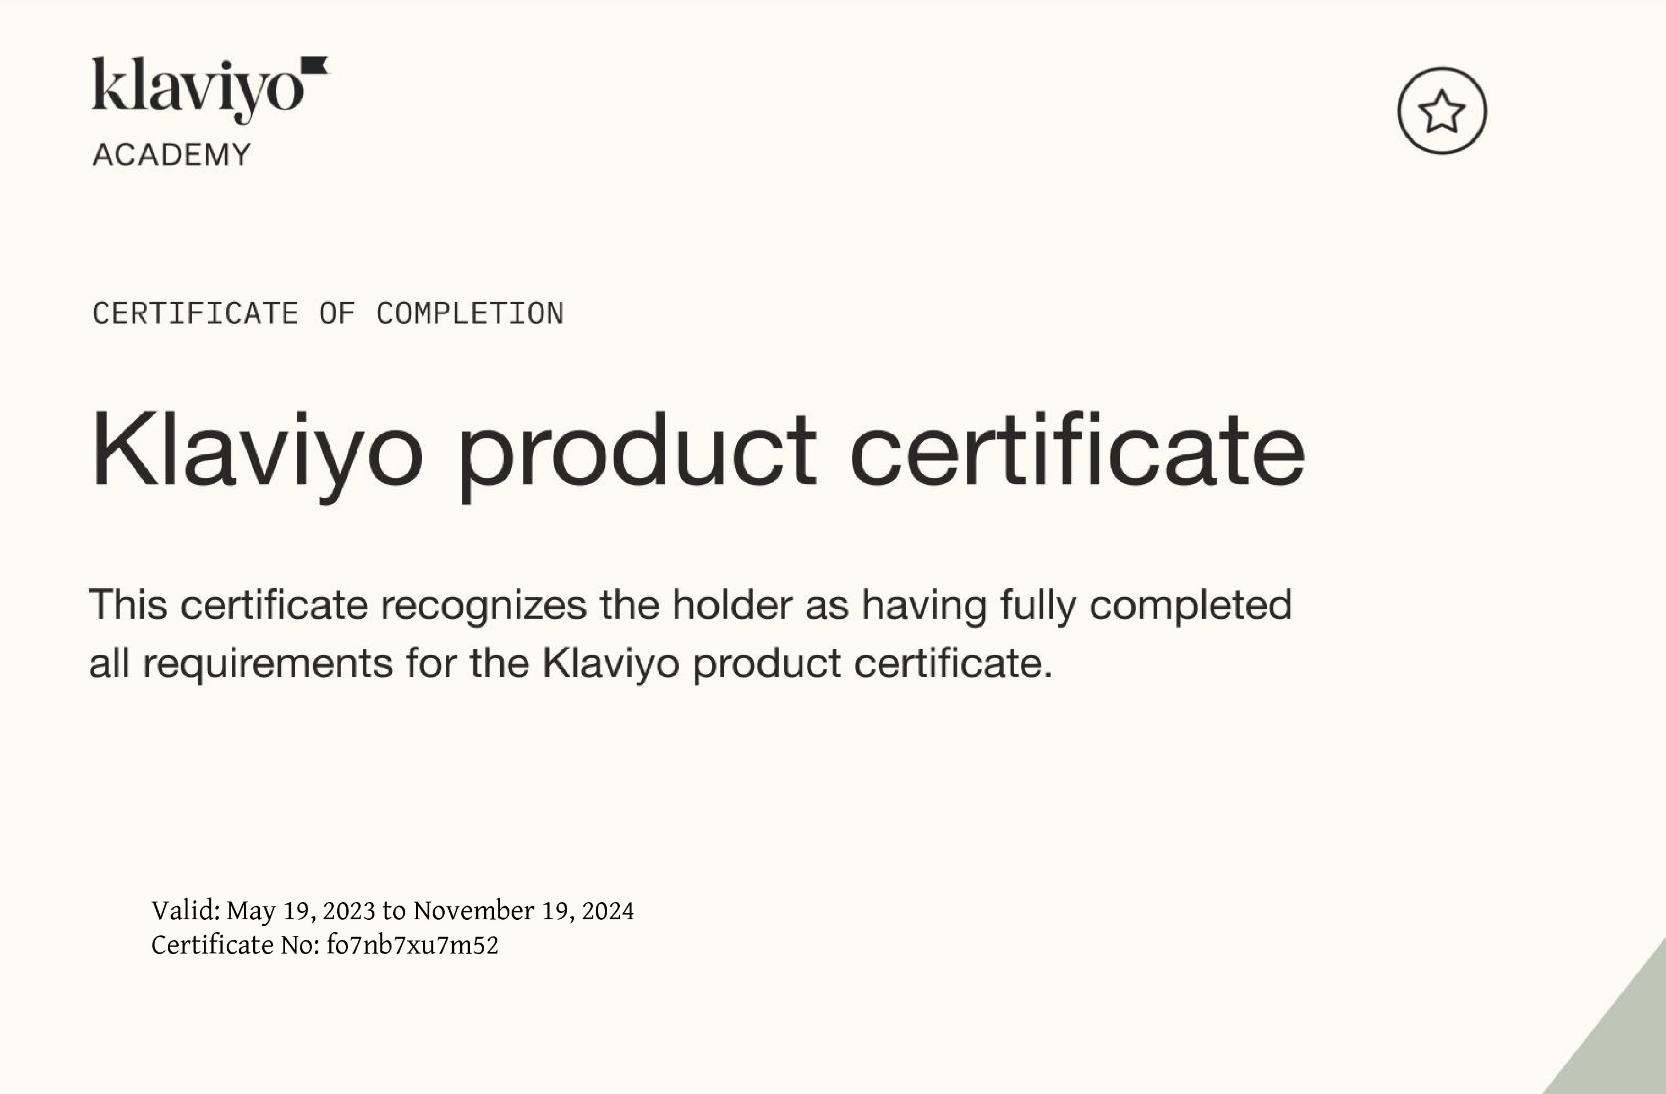 klaviyo
ACADEMY
CERTIFICATE OF COMPLETION
Klaviyo product certificate
This certificate recognizes the holder as having fully completed
all requirements for the Klaviyo product certificate.
Valid: May 19, 2023 to November 19, 2024
Certificate No: fo7nb7xu7m52